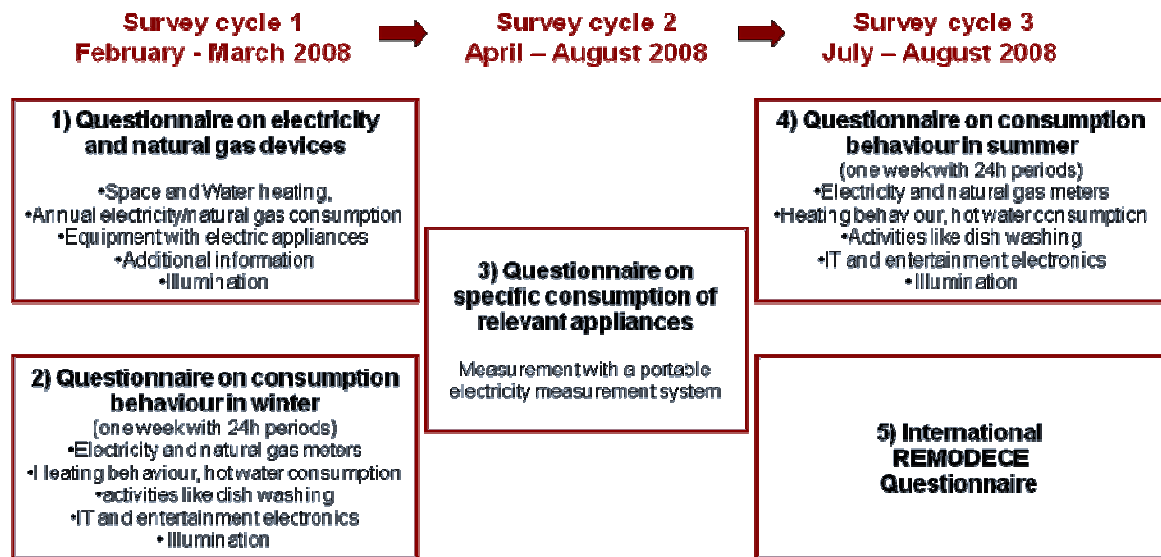 Survey cycle 1
February - March 2008
Survey cycle 2
April – August 2008
Survey cycle 3
July – August 2008
1) Questionnaire on electricity
and natural gas devices
•Space and Water heating,
•Annual electricity/natural gas consumption
•Equipment with electric appliances
•Additional information
•Illumination
2) Questionnaire on consumption
behaviour in winter
(one week with 24h periods)
•Electricity and natural gas meters
•Heating behaviour, hot water consumption
•activities like dish washing
•IT and entertainment electronics
•Illumination
3) Questionnaire on
specific consumption of
relevant appliances
Measurement with a portable
electricity measurement system
4) Questionnaire on consumption
behaviour in summer
(one week with 24h periods)
•Electricity and natural gas meters
•Heating behaviour, hot water consumption
•Activities like dish washing
•IT and entertainment electronics
•Illumination
5) International
REMODECE
Questionnaire